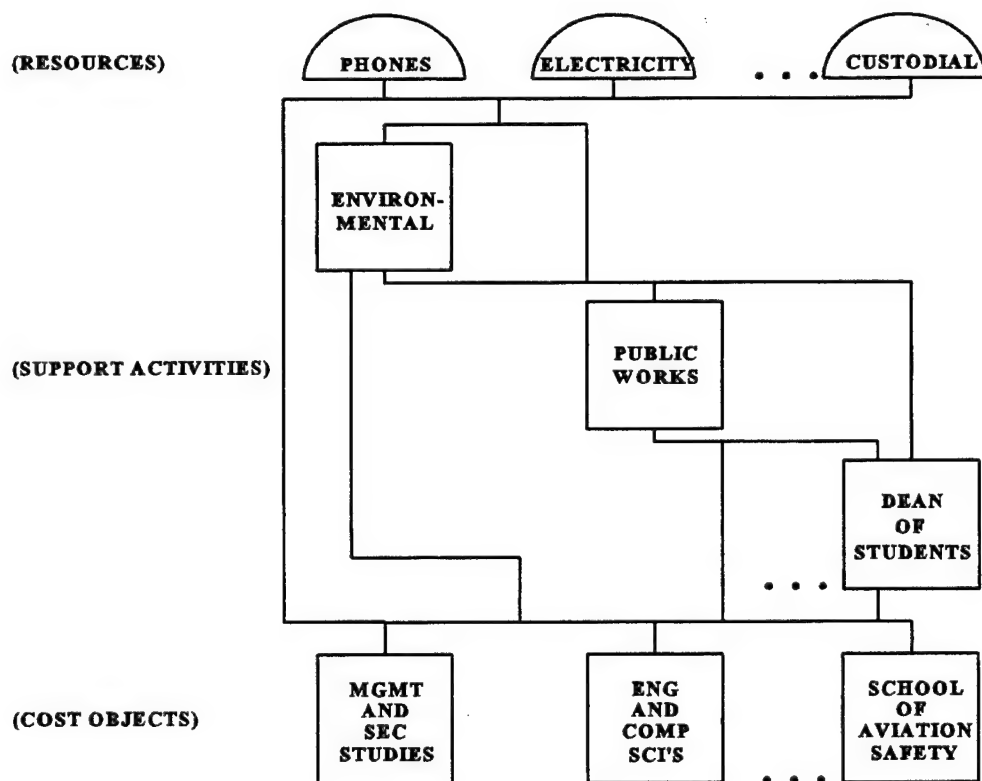 (RESOURCES)
PHONES
ELECTRICITY
. . .
CUSTODIAL
ENVIRON-
MENTAL
(SUPPORT ACTIVITIES)
PUBLIC
WORKS
DEAN
OF
STUDENTS
. . .
(COST OBJECTS)
MGMT
AND
SEC
STUDIES
ENG
AND
COMP
SCI'S
. . .
SCHOOL
OF
AVIATION
SAFETY